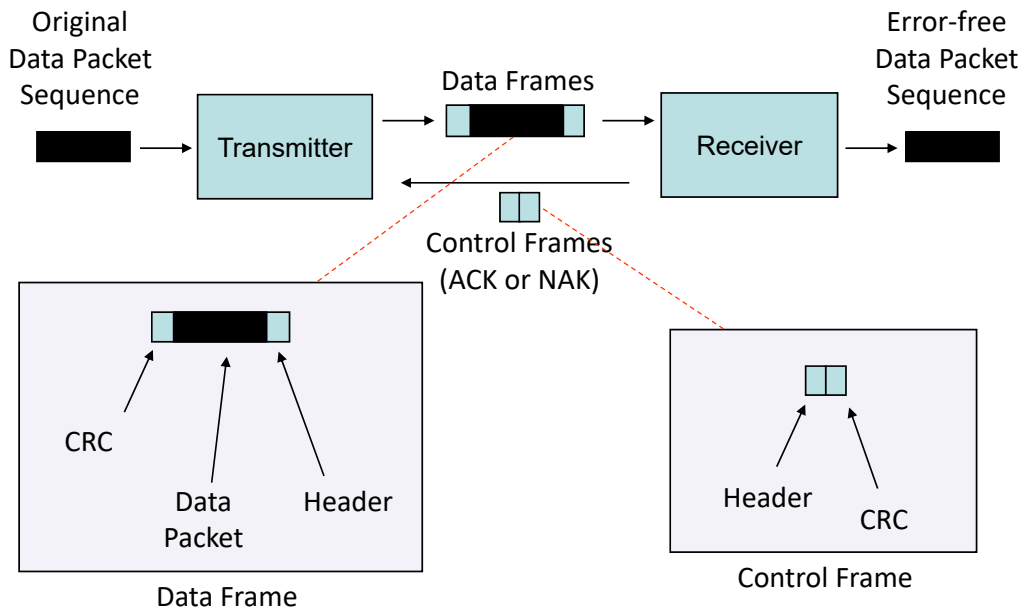 Original
Data Packet
Sequence
Error-free
Data Packet
Sequence
Data Frames
Transmitter
Receiver
Control Frames
(ACK or NAK)
CRC
Data
Packet
Header
Data Frame
Header
CRC
Control Frame